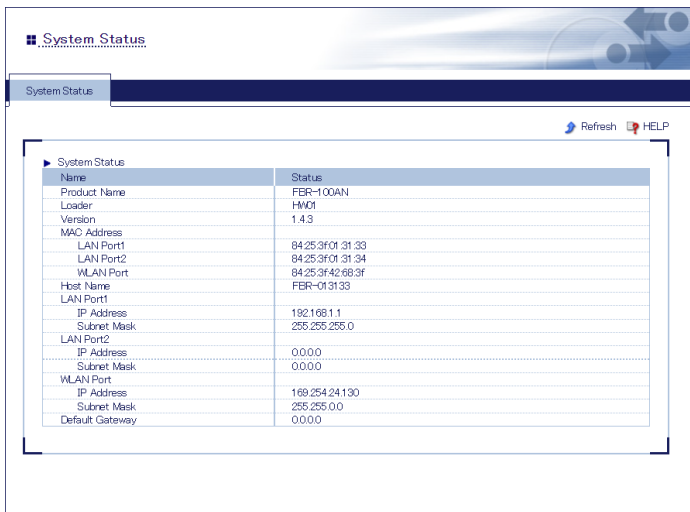 System Status
System Status
Refresh HELP
System Status
Name Status
Product Name FBR-100AN
Loader HW01
Version 1.4.3
MAC Address
LAN Port1 84:25:3f:01:31:33
LAN Port2 84:25:3f:01:31:34
WLAN Port 84:25:3f:42:68:3f
Host Name FBR-013133
LAN Port1
IP Address 192.168.1.1
Subnet Mask 255.255.255.0
LAN Port2
IP Address 0.0.0.0
Subnet Mask 0.0.0.0
WLAN Port
IP Address 169.254.24.130
Subnet Mask 255.255.0.0
Default Gateway 0.0.0.0